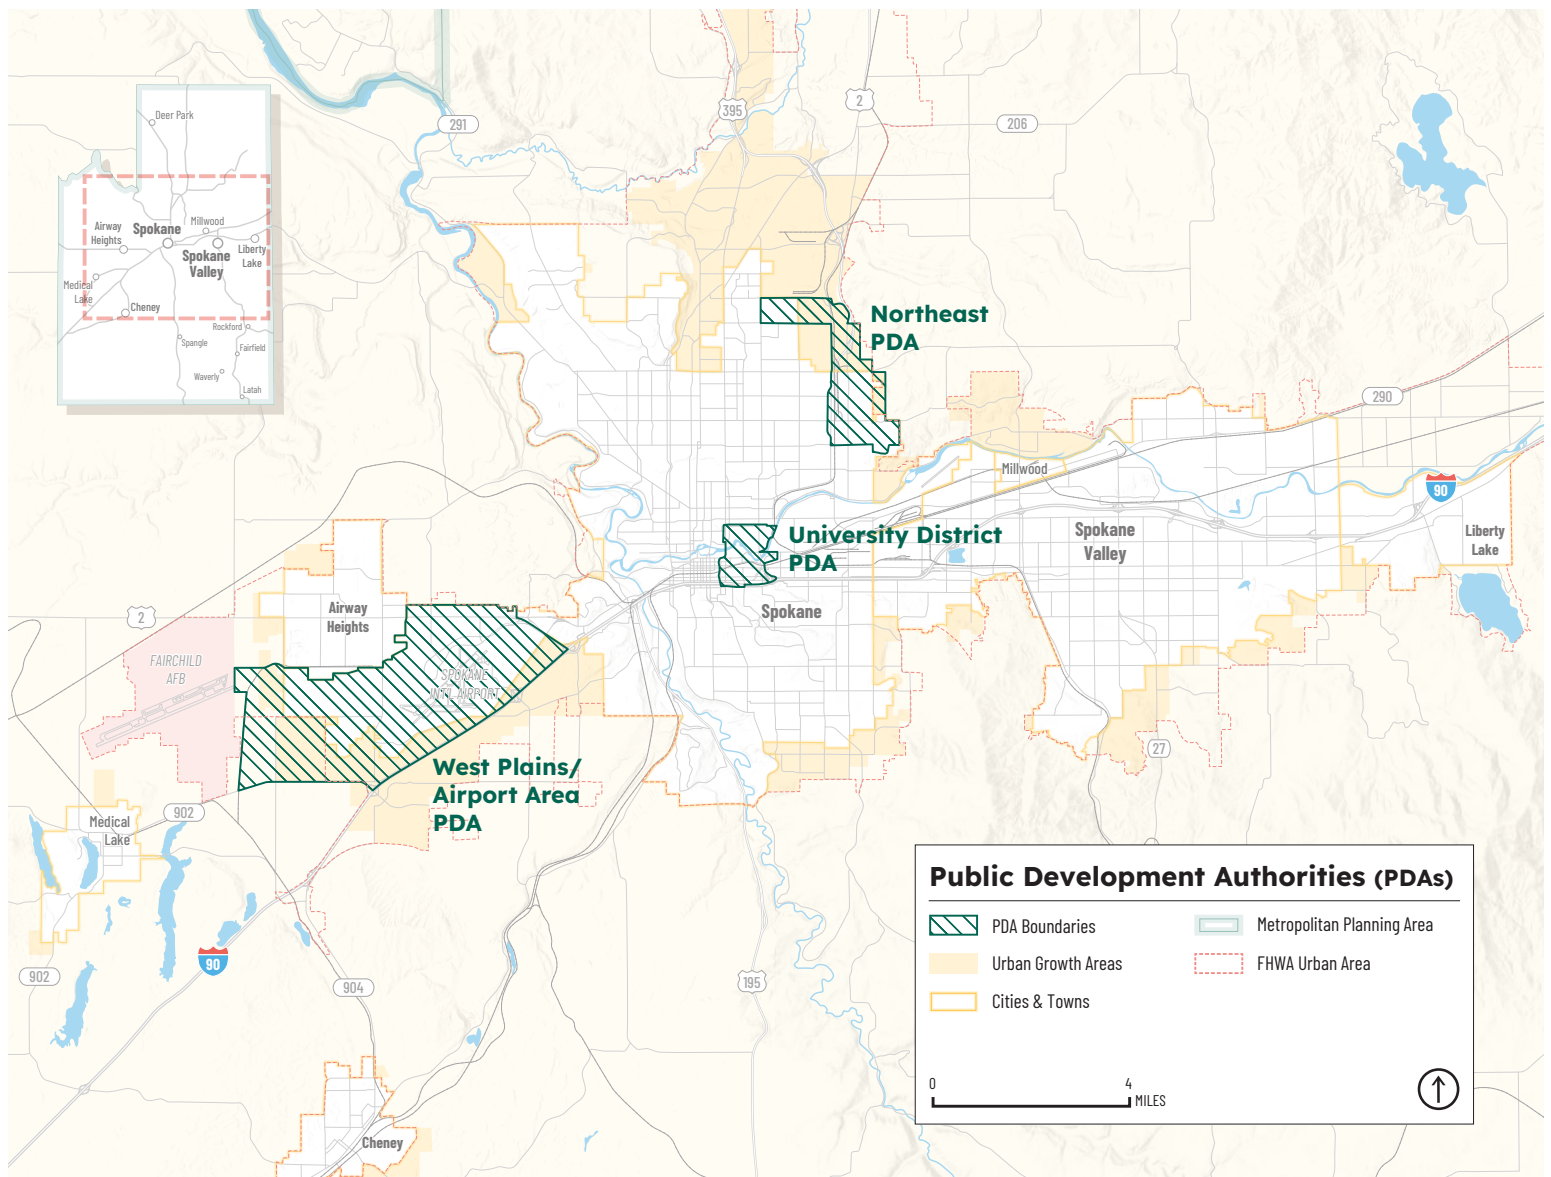 395
2
291
206
Deer Park
Airway
Heights
Spokane
Millwood
Spokane
Valley
Liberty
Lake
Medical
Lake
Cheney
Rockford
Spangle
Fairfield
Waverly
Latah
Northeast
PDA
290
Millwood
90
University District
PDA
Spokane
Valley
Liberty
Lake
Spokane
Airway
Heights
2
FAIRCHILD
AFB
SPOKANE
INT'L AIRPORT
West Plains/
Airport Area
PDA
27
902
Medical
Lake
90
902
904
195
Cheney
Public Development Authorities (PDAs)
PDA Boundaries
Urban Growth Areas
Cities & Towns
Metropolitan Planning Area
FHWA Urban Area
0 4
MILES